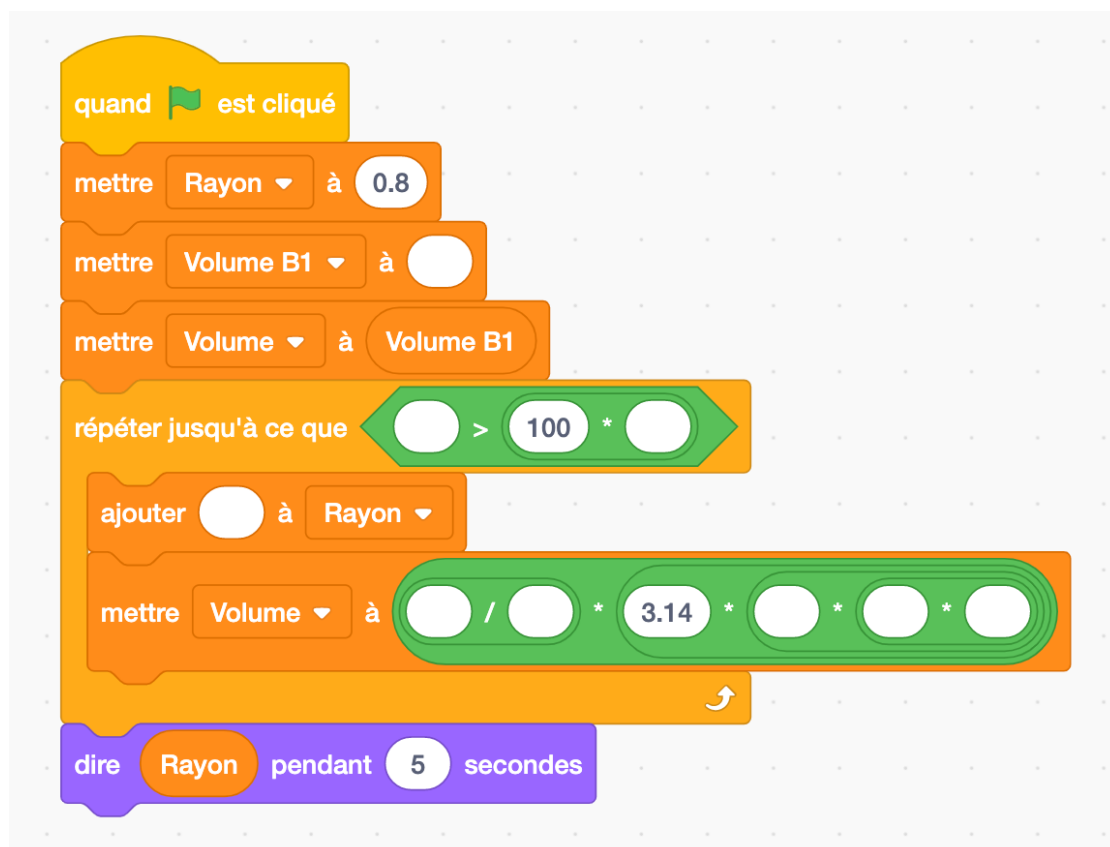 quand est cliqué
mettre Rayon à 0.8
mettre Volume B1 à
mettre Volume à Volume B1
répéter jusqu'à ce que > 100 *
ajouter à Rayon
mettre Volume à / * 3.14 * * *
dire Rayon pendant 5 secondes